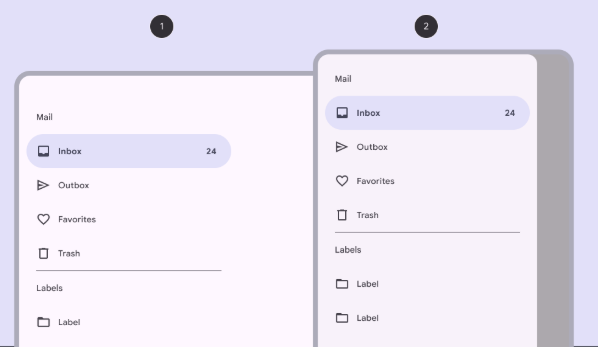 1
Mail
Inbox 24
Outbox
Favorites
Trash
Labels
Label
2
Mail
Inbox 24
Outbox
Favorites
Trash
Labels
Label
Label